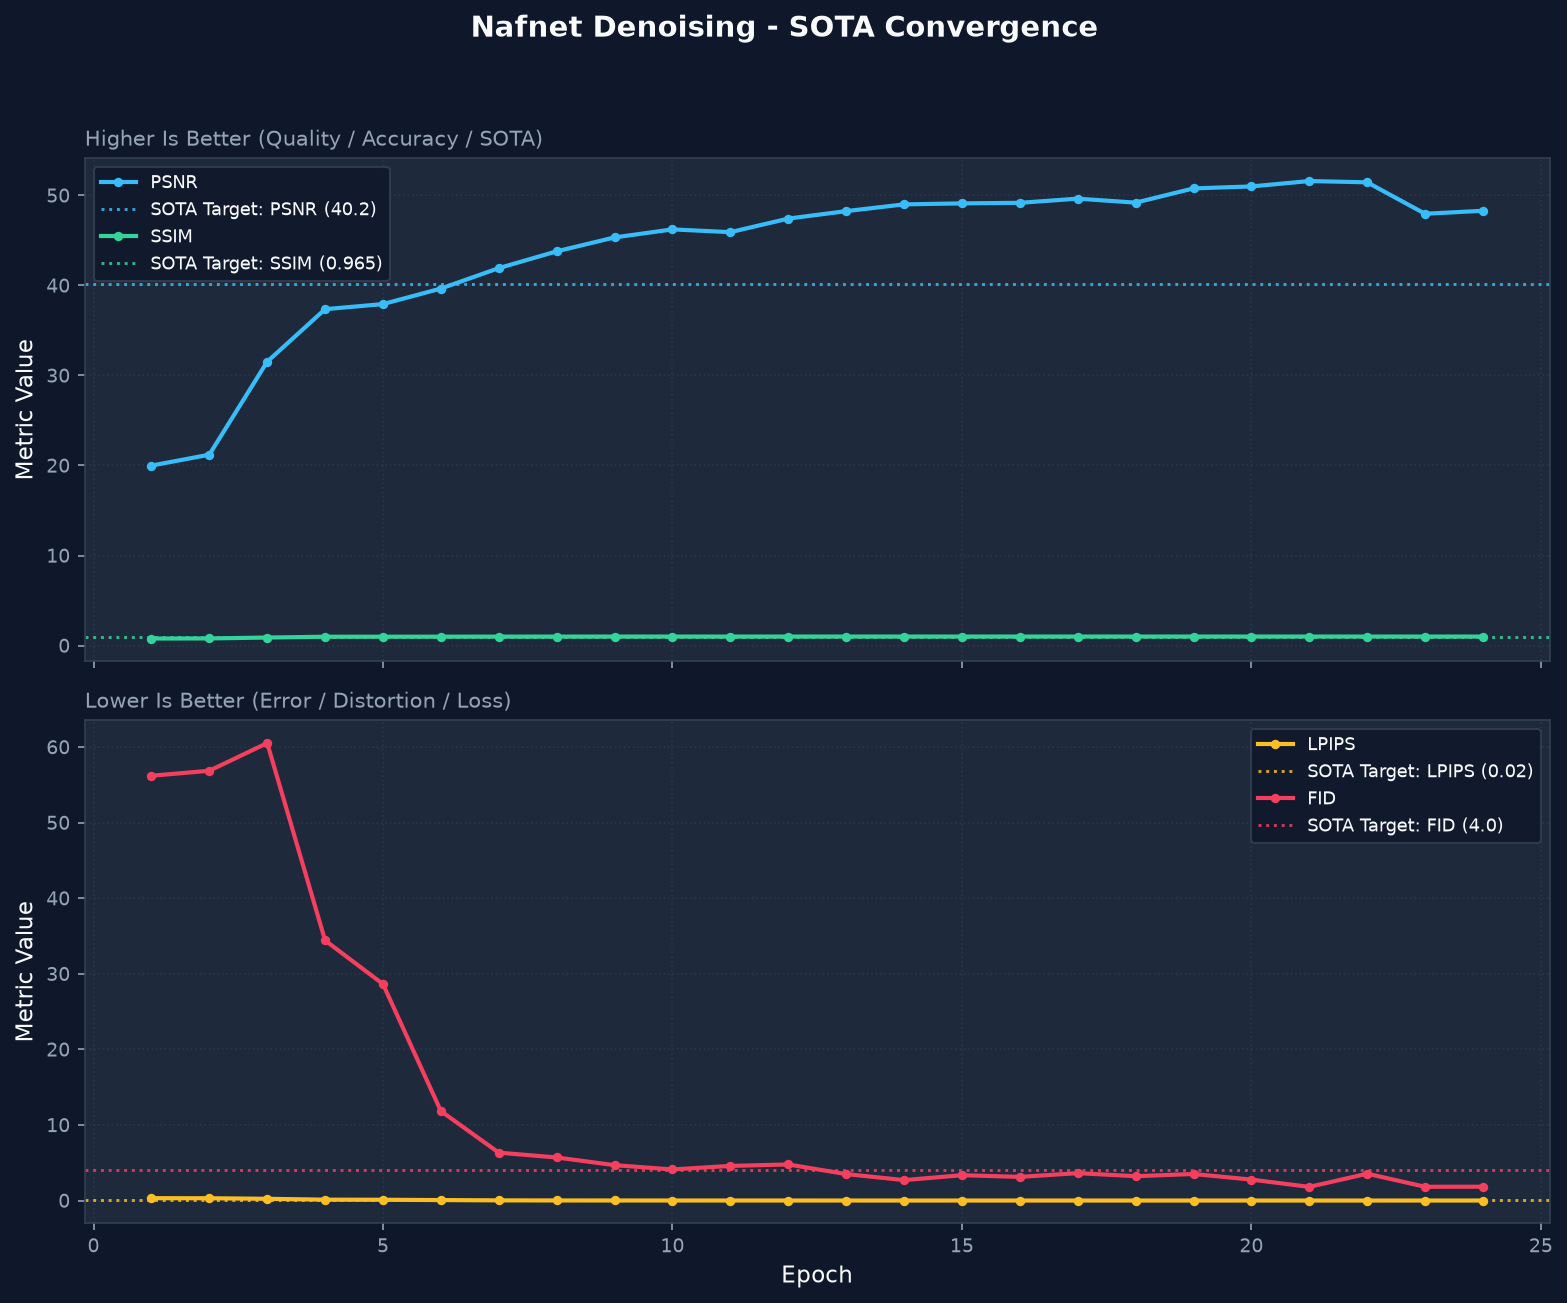 Nafnet Denoising - SOTA Convergence
Higher Is Better (Quality / Accuracy / SOTA)
PSNR
SOTA Target: PSNR (40.2)
SSIM
SOTA Target: SSIM (0.965)
Metric Value
50
40
30
20
10
0
Lower Is Better (Error / Distortion / Loss)
LPIPS
SOTA Target: LPIPS (0.02)
FID
SOTA Target: FID (4.0)
Metric Value
60
50
40
30
20
10
0
0 5 10 15 20 25
Epoch